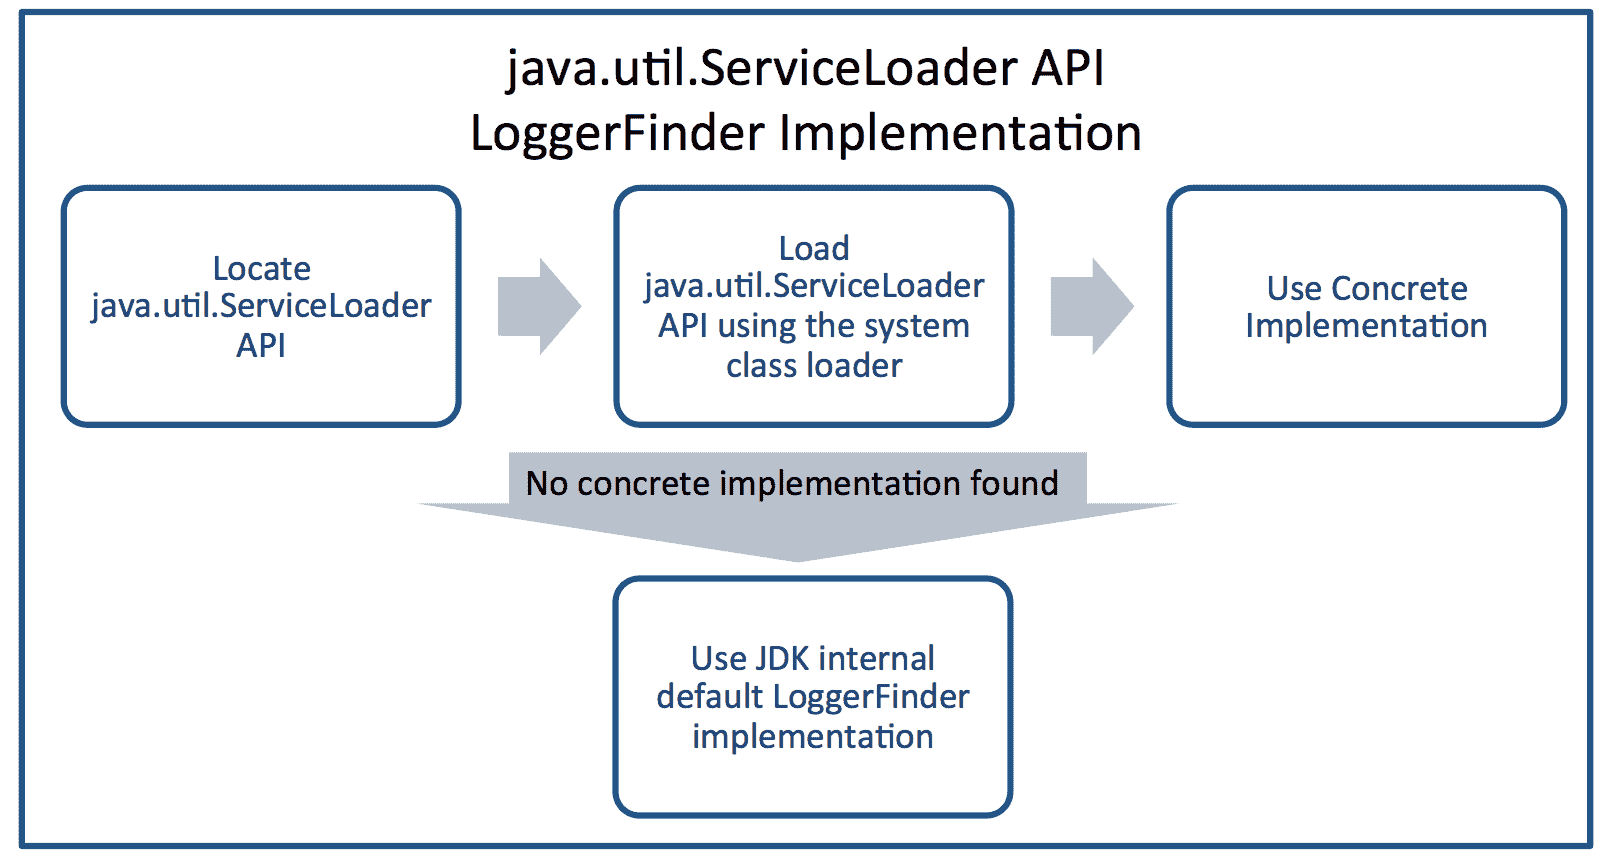 java.util.ServiceLoader API
LoggerFinder Implementation
Locate
java.util.ServiceLoader
API
Load
java.util.ServiceLoader
API using the system
class loader
Use Concrete
Implementation
No concrete implementation found
Use JDK internal
default LoggerFinder
implementation